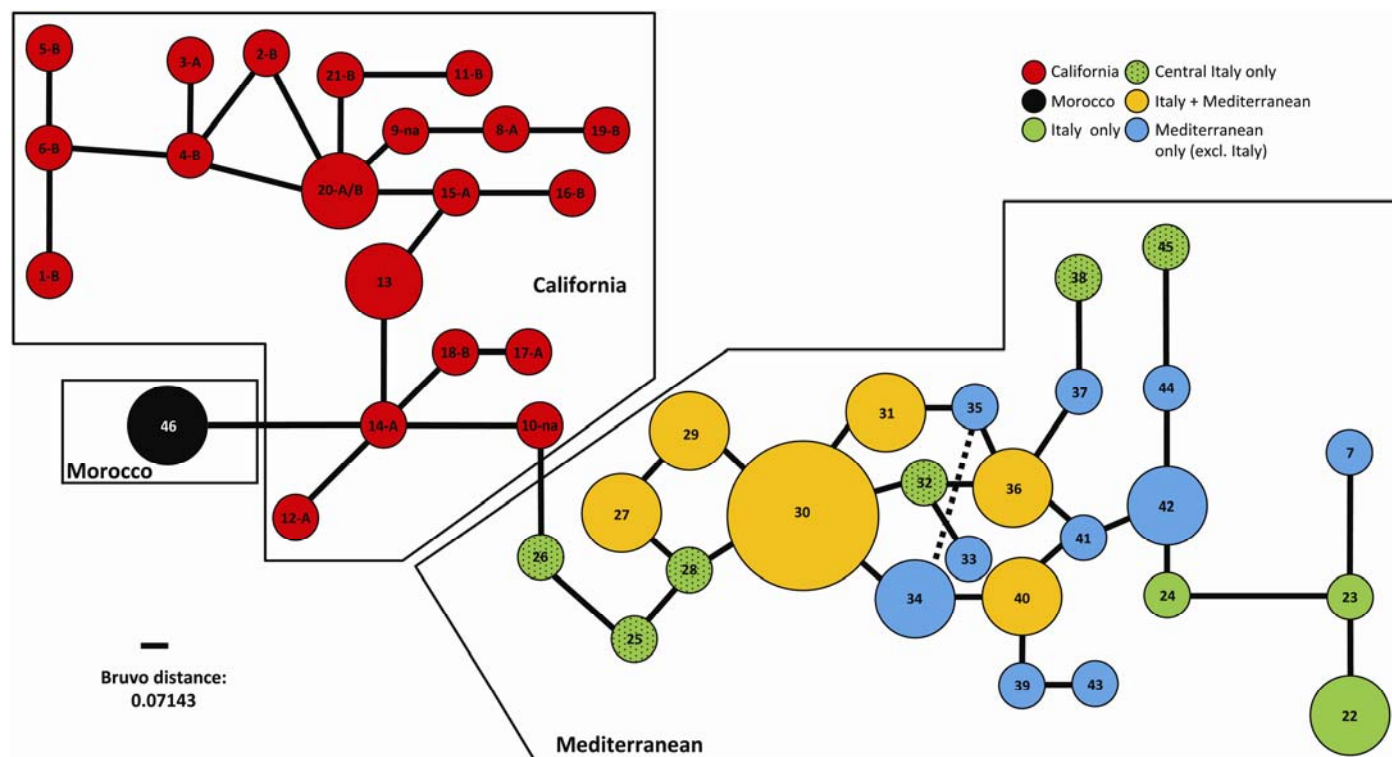 5-B
3-A
2-B
21-B
11-B
9-na
8-A
19-B
6-B
4-B
20-A/B
15-A
16-B
1-B
13
California
18-B
17-A
46
14-A
10-na
Morocco
12-A
California
Morocco
Italy only
Central Italy only
Italy + Mediterranean
Mediterranean
only (excl. Italy)
45
38
44
37
35
31
29
7
32
36
42
27
30
26
28
33
41
34
40
24
23
25
39
43
22
Bruvo distance:
0.07143
Mediterranean